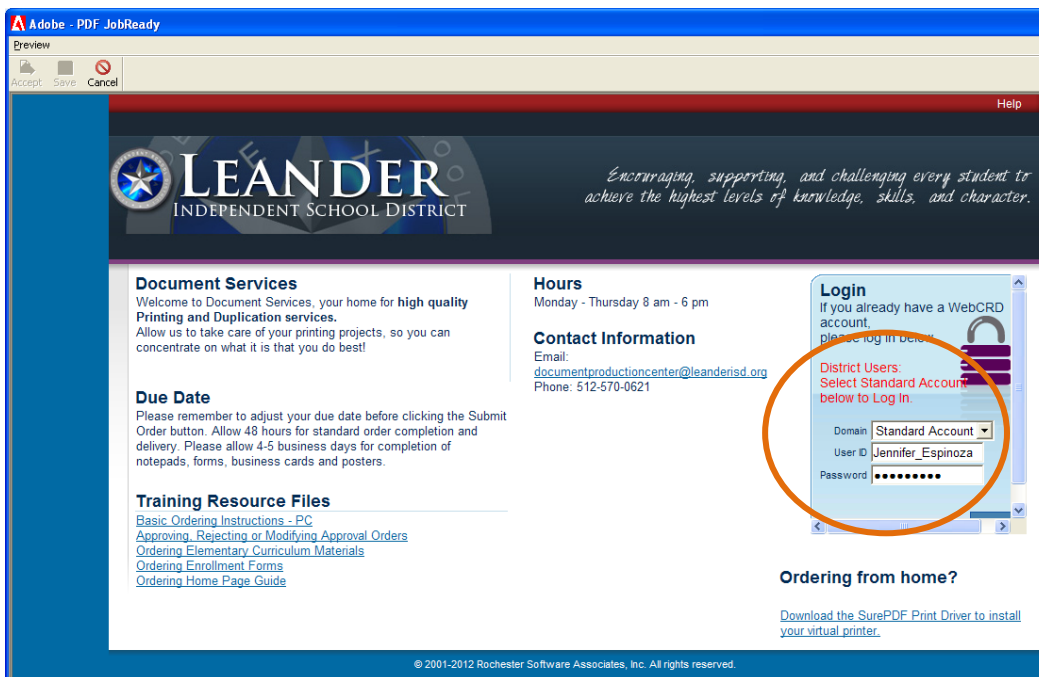 Adobe - PDF JobReady
Preview
Accept Save Cancel
Help
LEANDER
INDEPENDENT SCHOOL DISTRICT
Encouraging, supporting, and challenging every student to
achieve the highest levels of knowledge, skills, and character.
Document Services
Welcome to Document Services, your home for high quality
Printing and Duplication services.
Allow us to take care of your printing projects, so you can
concentrate on what it is that you do best!
Due Date
Please remember to adjust your due date before clicking the Submit
Order button. Allow 48 hours for standard order completion and
delivery. Please allow 4-5 business days for completion of
notepads, forms, business cards and posters.
Training Resource Files
Basic Ordering Instructions - PC
Approving, Rejecting or Modifying Approval Orders
Ordering Elementary Curriculum Materials
Ordering Enrollment Forms
Ordering Home Page Guide
Hours
Monday - Thursday 8 am - 6 pm
Contact Information
Email:
documentproductioncenter@leanderisd.org
Phone: 512-570-0621
Login
If you already have a WebCRD
account,
please log in below.
District Users:
Select Standard Account
below to Log In.
Domain Standard Account
User ID Jennifer_Espinoza
Password •••••••••
Ordering from home?
Download the SurePDF Print Driver to install
your virtual printer.
© 2001-2012 Rochester Software Associates, Inc. All rights reserved.